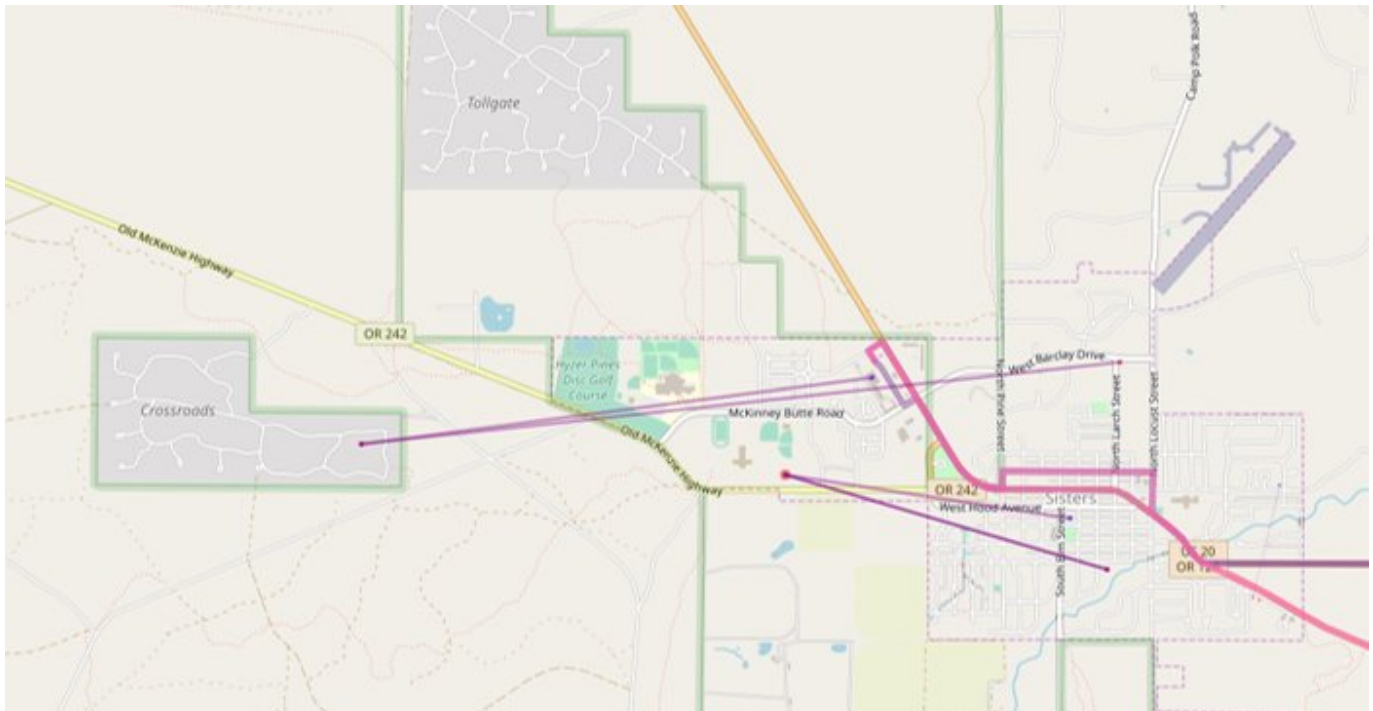 Camp Polk Road
Tollgate
Old McKenzie Highway
OR 242
West Barclay Drive
Hyzer Pines
Disc Golf
Course
Crossroads
McKinney Butte Road
North Pine Street
North Larch Street
North Locust Street
Old McKenzie Highway
OR 242
Sisters
West Hood Avenue
South Elm Street
20
OR